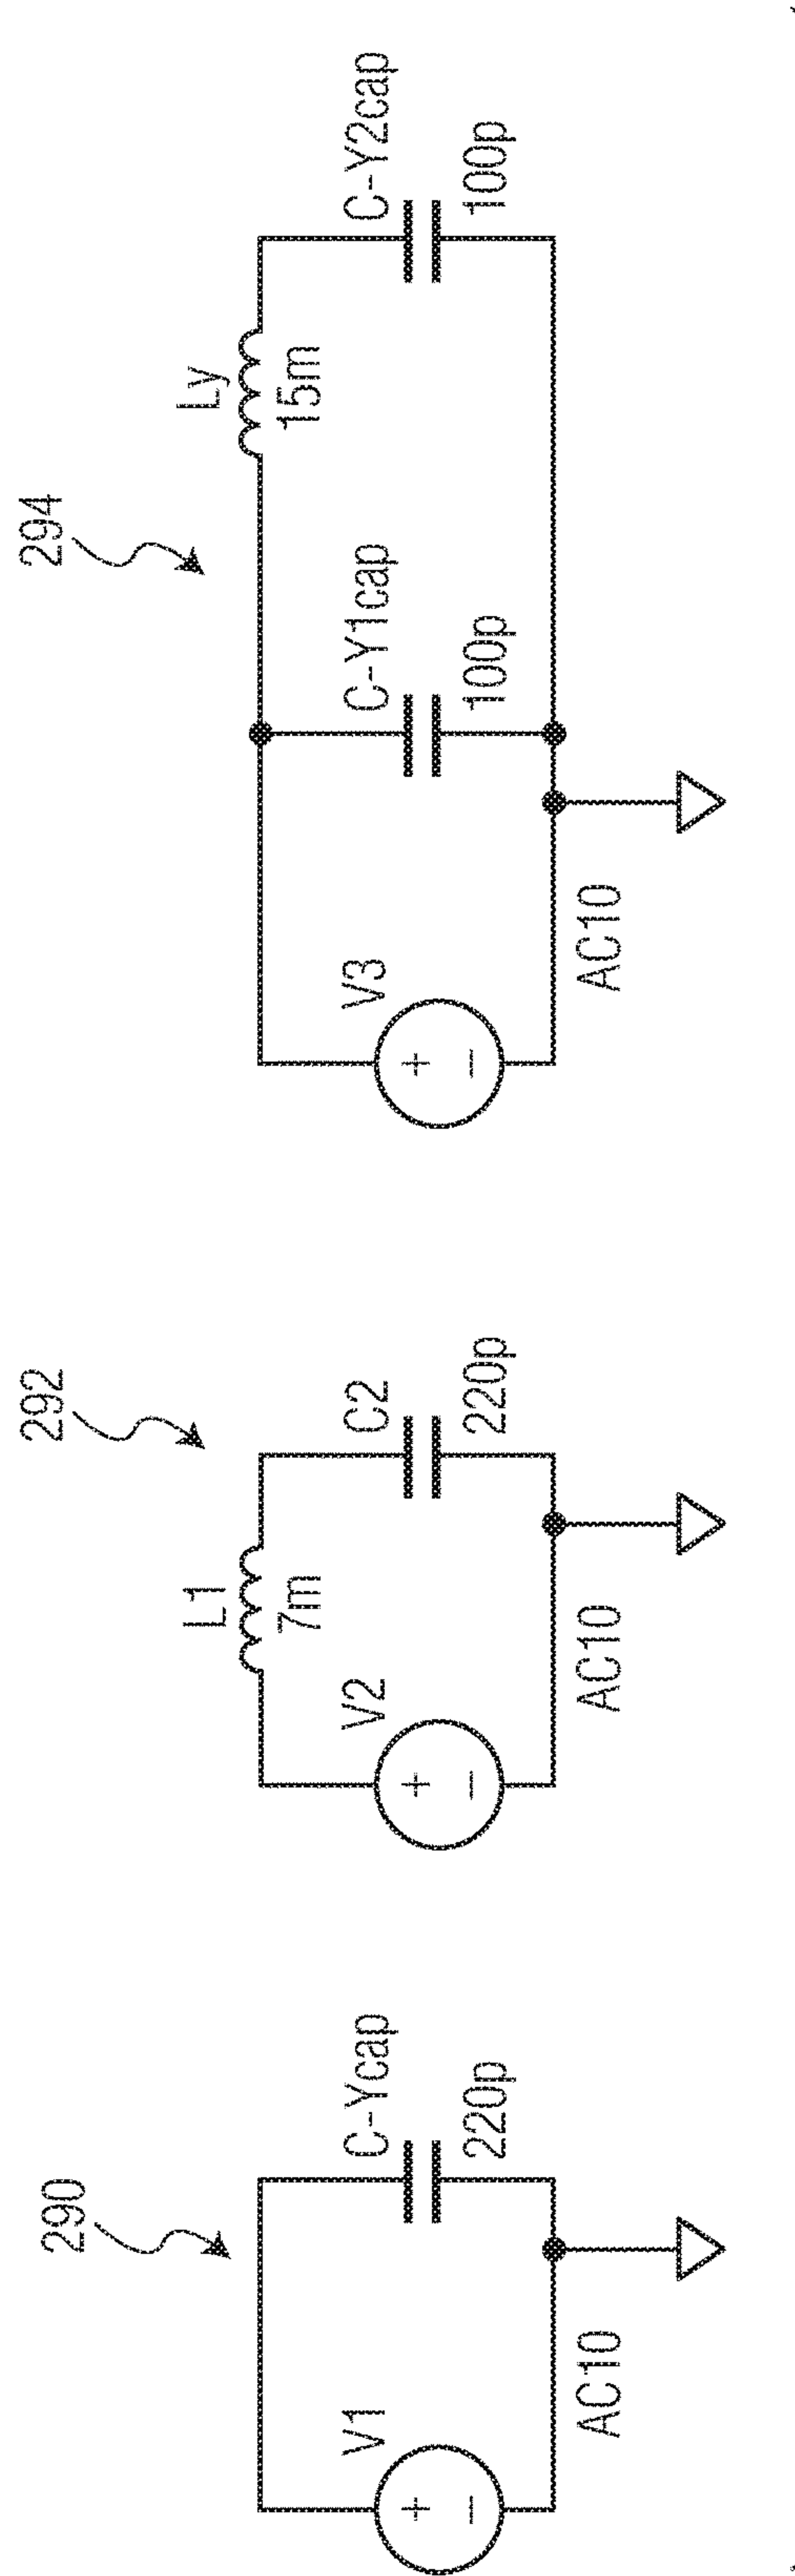 290
V1
+
−
AC10
C-Ycap
220p
292
L1
7m
V2
+
−
AC10
C2
220p
294
Ly
15m
V3
+
−
AC10
C-Y1cap
100p
C-Y2cap
100p